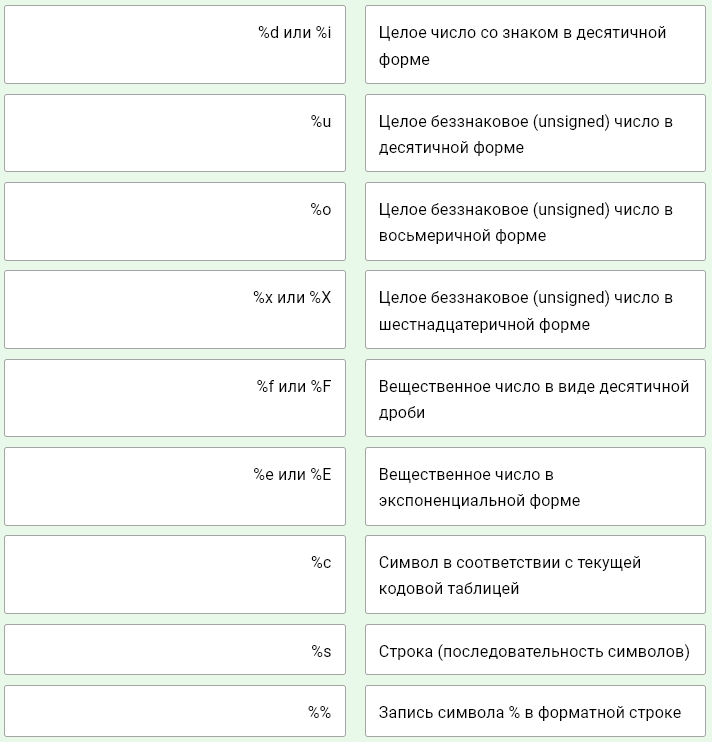 %d или %i
Целое число со знаком в десятичной
форме
%u
Целое беззнаковое (unsigned) число в
десятичной форме
%o
Целое беззнаковое (unsigned) число в
восьмеричной форме
%x или %X
Целое беззнаковое (unsigned) число в
шестнадцатеричной форме
%f или %F
Вещественное число в виде десятичной
дроби
%e или %E
Вещественное число в
экспоненциальной форме
%c
Символ в соответствии с текущей
кодовой таблицей
%s
Строка (последовательность символов)
%%
Запись символа % в форматной строке